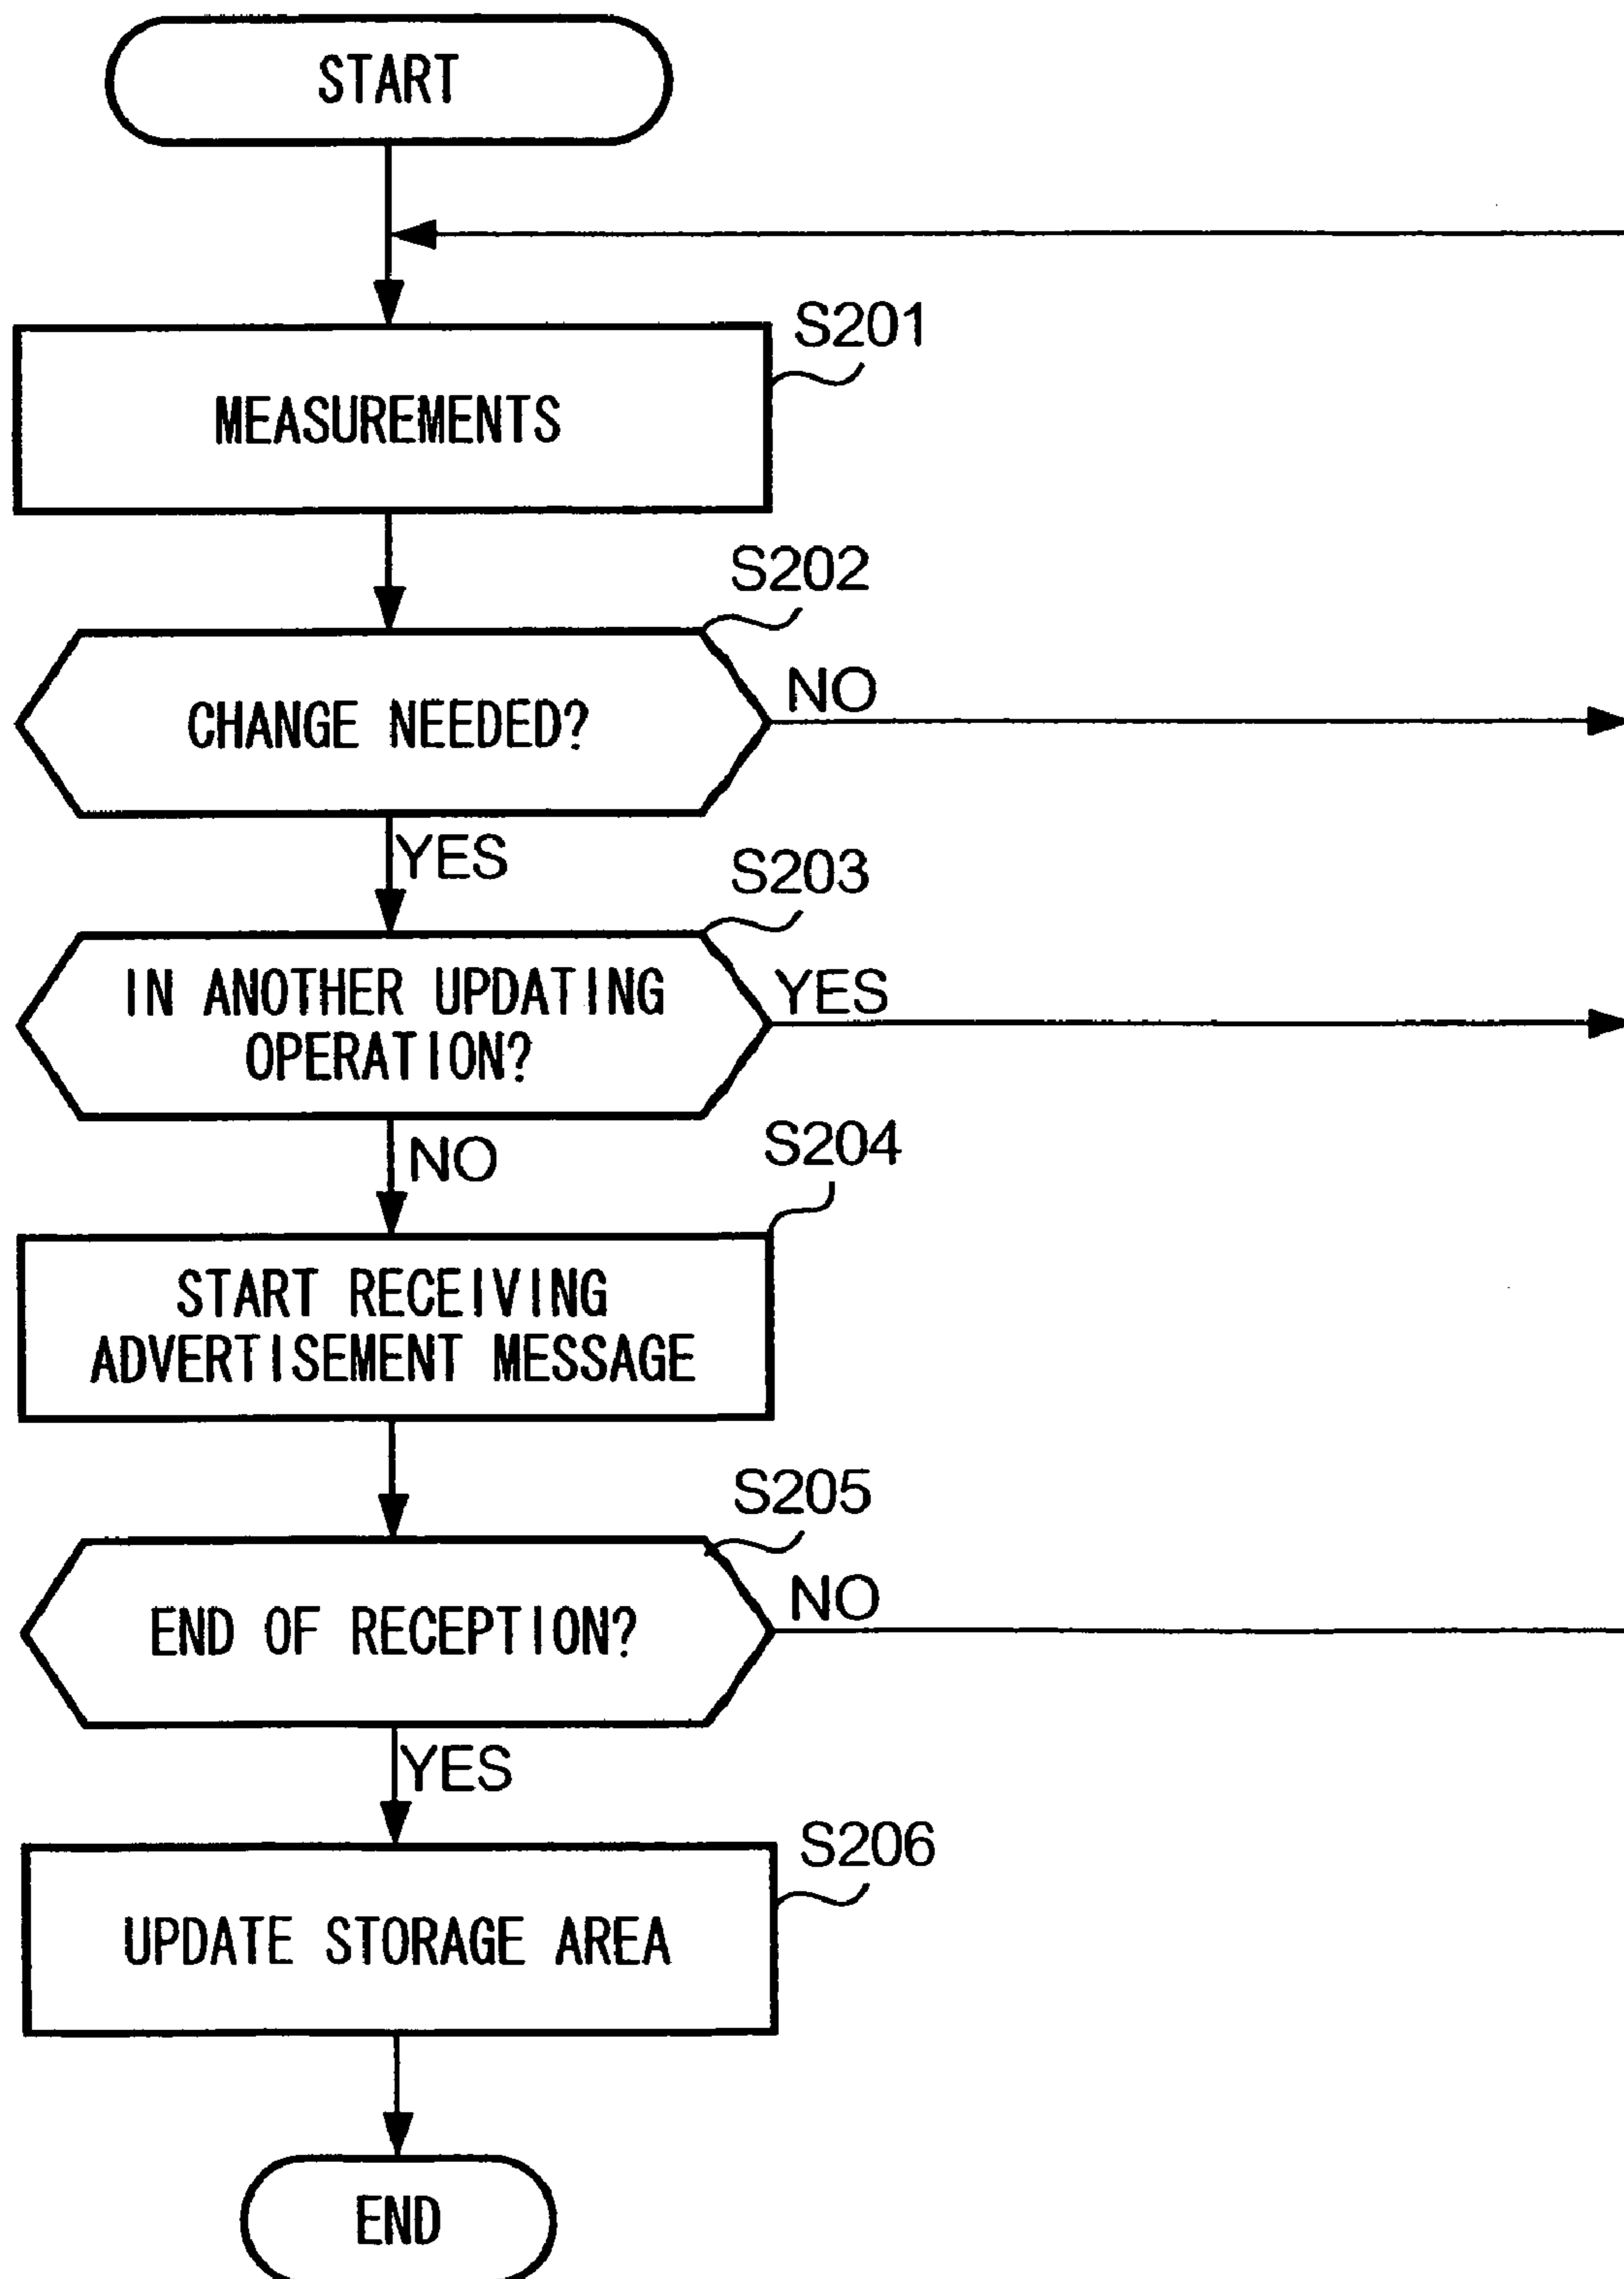 START
S201
MEASUREMENTS
S202
CHANGE NEEDED?
NO
YES
S203
IN ANOTHER UPDATING
OPERATION?
YES
NO
S204
START RECEIVING
ADVERTISEMENT MESSAGE
S205
END OF RECEPTION?
NO
YES
S206
UPDATE STORAGE AREA
END